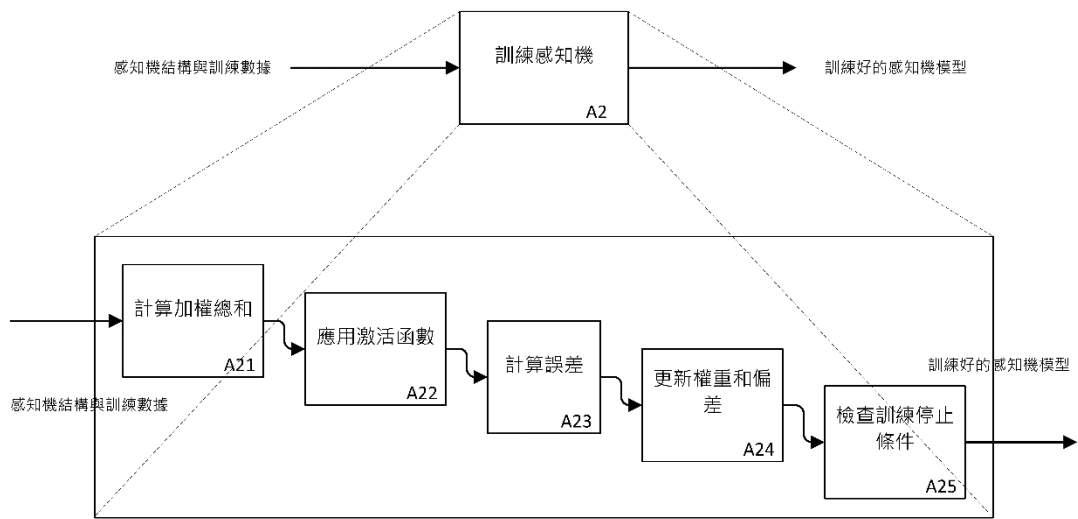 訓練感知機
A2
感知機結構與訓練數據
訓練好的感知機模型
計算加權總和
A21
應用激活函數
A22
計算誤差
A23
更新權重和偏
差
A24
檢查訓練停止
條件
A25
感知機結構與訓練數據
訓練好的感知機模型